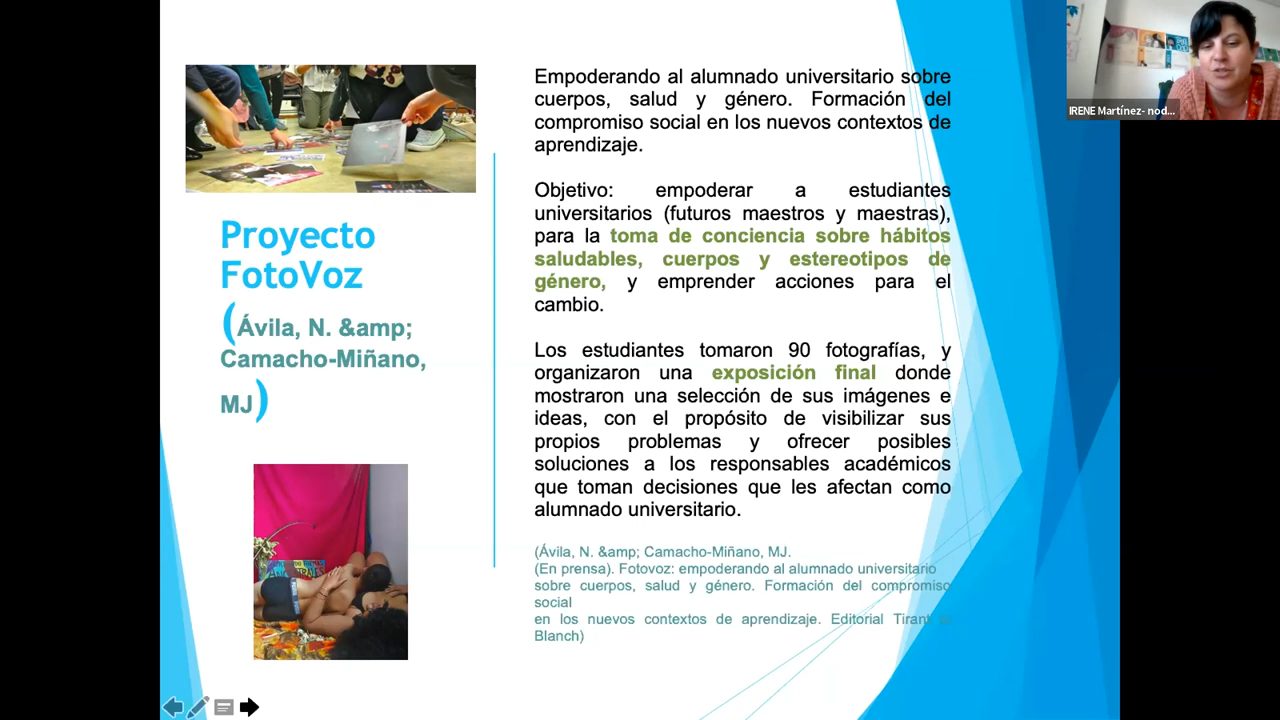 Proyecto
FotoVoz
(Ávila, N. &amp;
Camacho-Miñano,
MJ)
Empoderando al alumnado universitario sobre
cuerpos, salud y género. Formación del
compromiso social en los nuevos contextos de
aprendizaje.
Objetivo: empoderar a estudiantes
universitarios (futuros maestros y maestras),
para la toma de conciencia sobre hábitos
saludables, cuerpos y estereotipos de
género, y emprender acciones para el
cambio.
Los estudiantes tomaron 90 fotografías, y
organizaron una exposición final donde
mostraron una selección de sus imágenes e
ideas, con el propósito de visibilizar sus
propios problemas y ofrecer posibles
soluciones a los responsables académicos
que toman decisiones que les afectan como
alumnado universitario.
(Ávila, N. &amp; Camacho-Miñano, MJ.
(En prensa). Fotovoz: empoderando al alumnado universitario
sobre cuerpos, salud y género. Formación del compromiso
social
en los nuevos contextos de aprendizaje. Editorial Tirant lo
Blanch)
IRENE Martínez- nod...